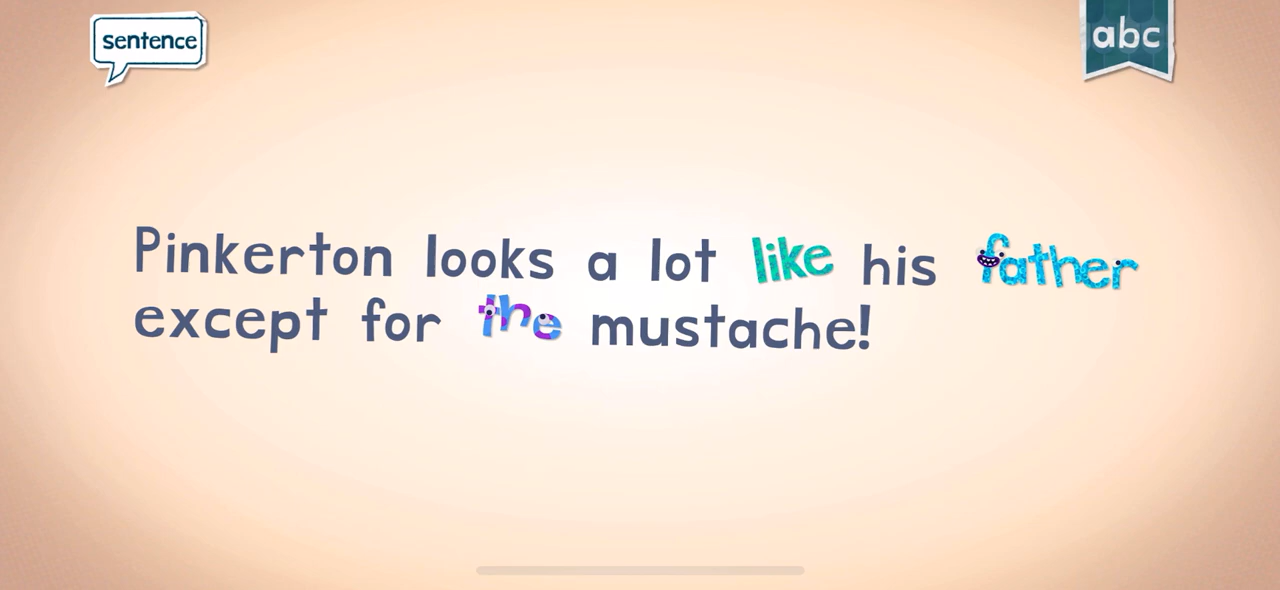 sentence
abc
Pinkerton looks a lot like his father
except for the mustache!